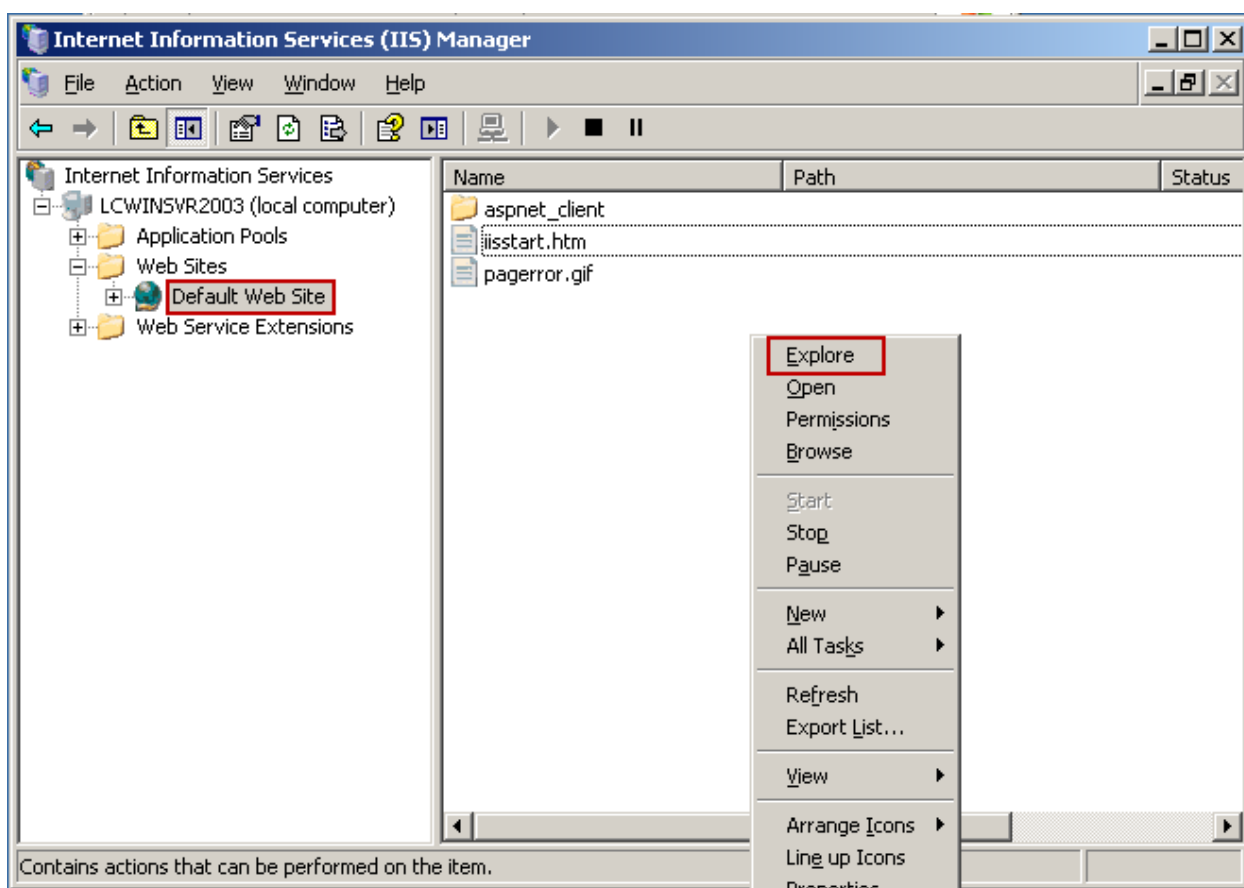 Internet Information Services (IIS) Manager
File Action View Window Help
Internet Information Services
LCWINSVR2003 (local computer)
Application Pools
Web Sites
Default Web Site
Web Service Extensions
Name Path Status
aspnet_client
iisstart.htm
pagerror.gif
Explore
Open
Permissions
Browse
Start
Stop
Pause
New
All Tasks
Refresh
Export List...
View
Arrange Icons
Line up Icons
Properties
Contains actions that can be performed on the item.